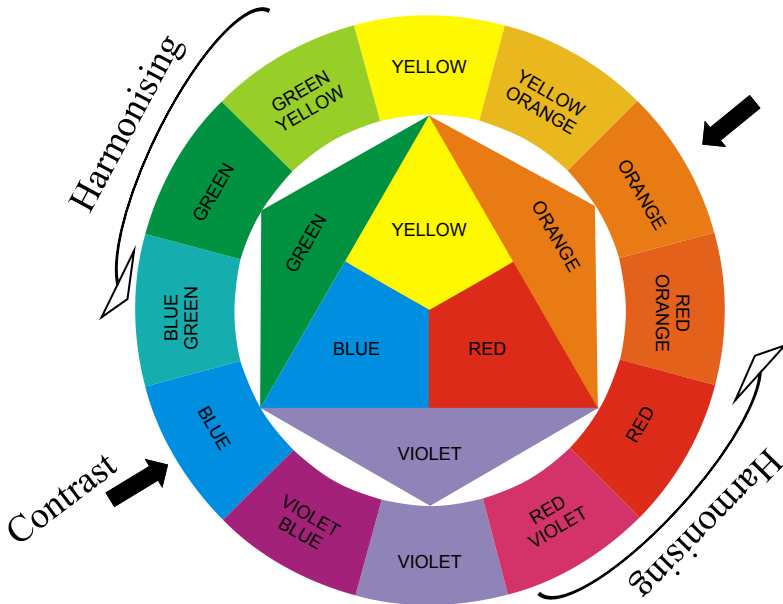 Harmonising
YELLOW
GREEN
YELLOW
YELLOW
ORANGE
GREEN
ORANGE
YELLOW
GREEN
ORANGE
BLUE
GREEN
RED
ORANGE
BLUE
RED
BLUE
RED
VIOLET
Contrast
VIOLET
BLUE
VIOLET
RED
VIOLET
Harmonising